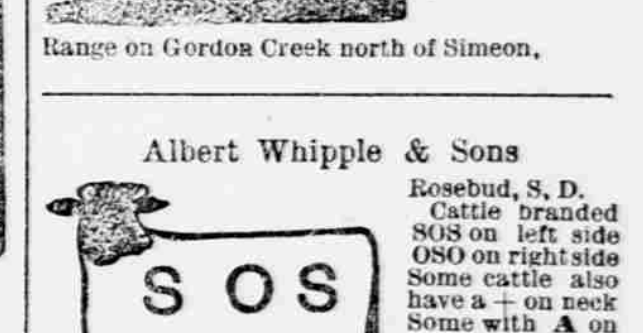 Range on Gordon Creek north of Simeon,
Albert Whipple & Sons
Rosebud, S. D.
Cattle branded
SOS on left side
OSO on right side
Some cattle also
have a + on neck
Some with A on
S O S